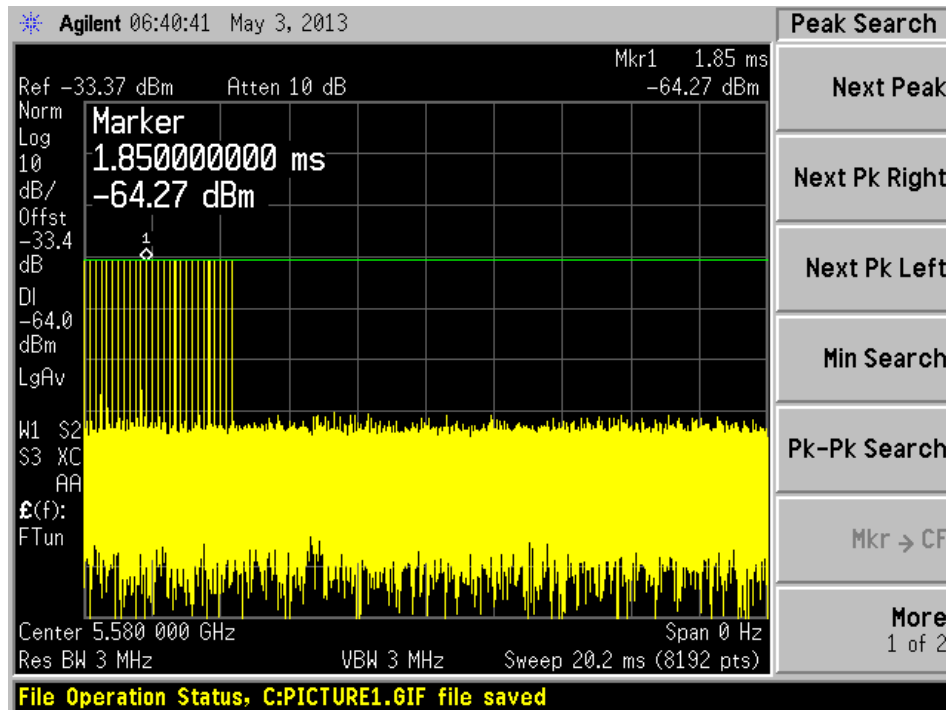 Agilent 06:40:41 May 3, 2013
Peak Search
Mkr1 1.85 ms
Ref -33.37 dBm Atten 10 dB -64.27 dBm
Norm
Log
10
dB/
Offst
-33.4
dB
DI
-64.0
dBm
LgAv
W1 S2
S3 XC
AA
£(f):
FTun
Marker
1.850000000 ms
-64.27 dBm
1
Center 5.580 000 GHz Span 0 Hz
Res BW 3 MHz VBW 3 MHz Sweep 20.2 ms (8192 pts)
Next Peak
Next Pk Right
Next Pk Left
Min Search
Pk-Pk Search
Mkr → CF
More
1 of 2
File Operation Status, C:PICTURE1.GIF file saved